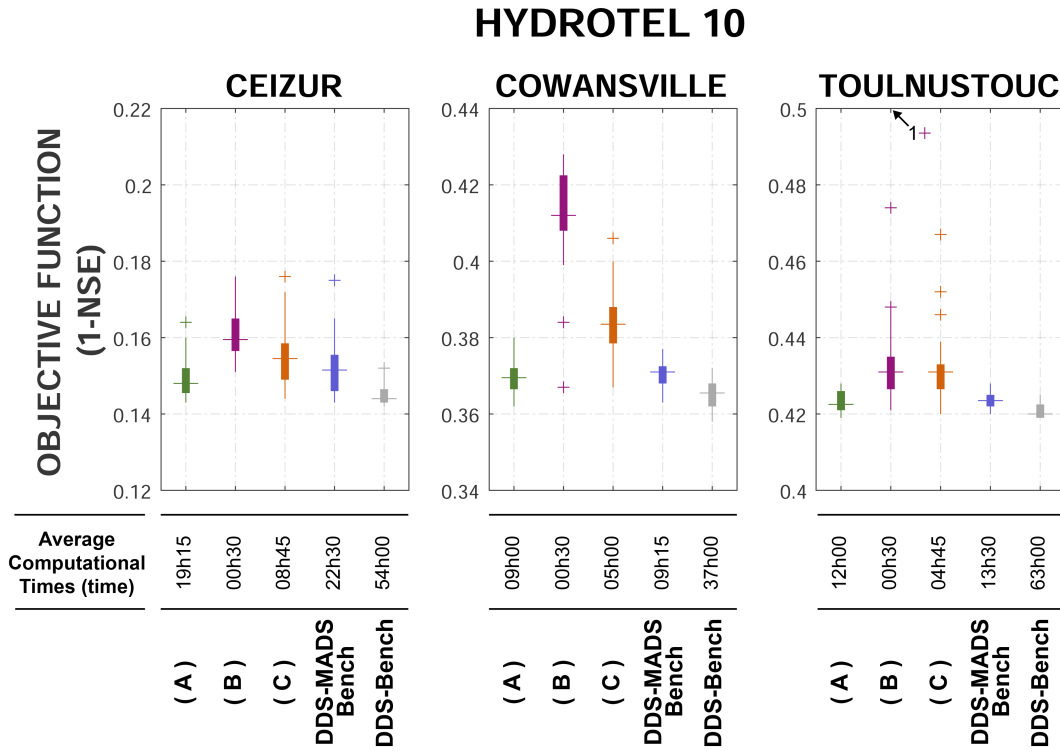 HYDROTEL 10
CEIZUR
COWANSVILLE
TOULNUSTOUC
OBJECTIVE FUNCTION
(1-NSE)
0.22
0.2
0.18
0.16
0.14
0.12
0.44
0.42
0.4
0.38
0.36
0.34
0.5
0.48
0.46
0.44
0.42
0.4
1
Average
Computational
Times (time)
19h15
00h30
08h45
22h30
54h00
09h00
00h30
05h00
09h15
37h00
12h00
00h30
04h45
13h30
63h00
( A )
( B )
( C )
DDS-MADS
Bench
DDS-Bench
( A )
( B )
( C )
DDS-MADS
Bench
DDS-Bench
( A )
( B )
( C )
DDS-MADS
Bench
DDS-Bench